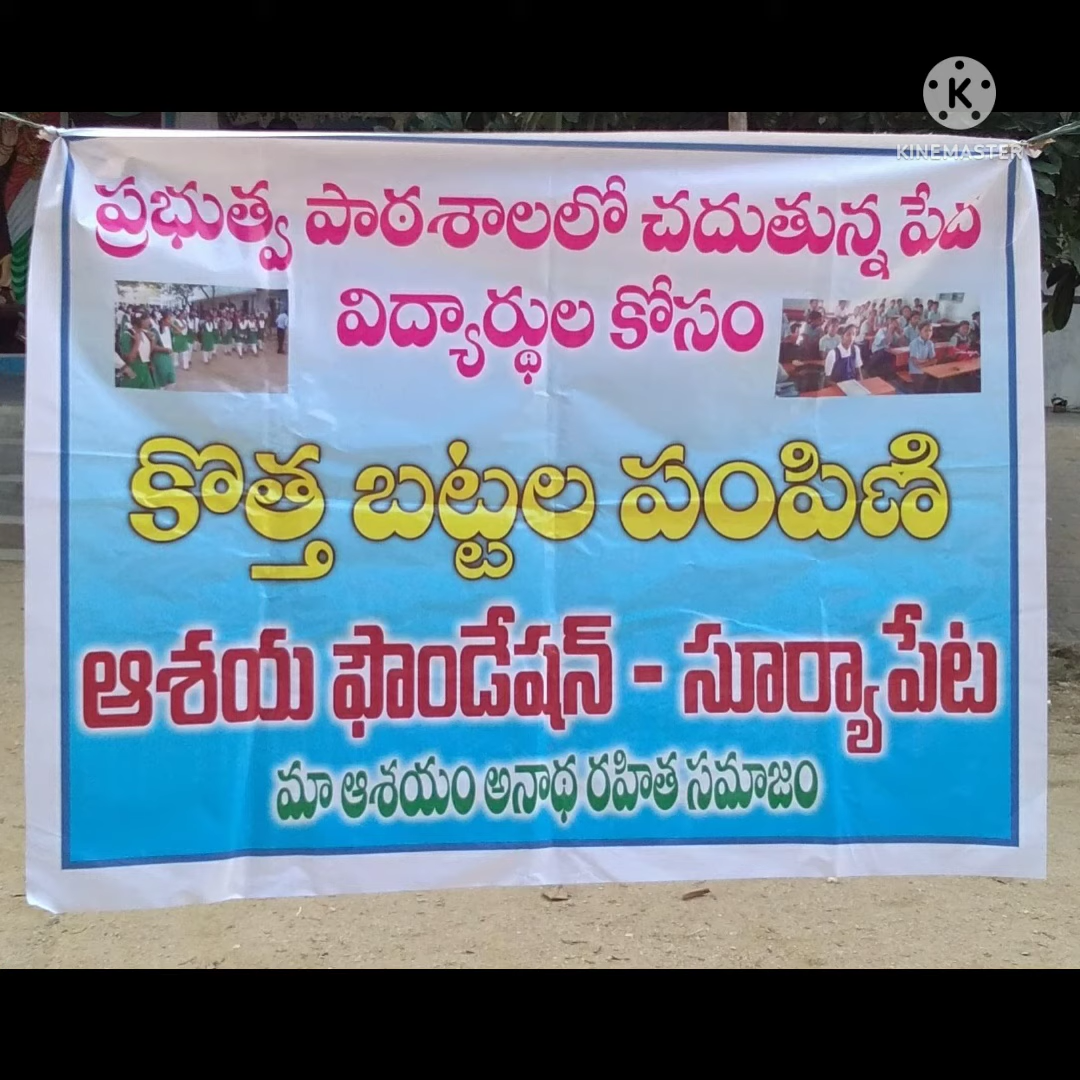 KINEMASTER
ప్రభుత్వ పాఠశాలలో చదుతున్న పేద
విద్యార్థుల కోసం
కొత్త బట్టల పంపిణి
ఆశయ ఫౌండేషన్ - సూర్యాపేట
మా ఆశయం అనాథ రహిత సమాజం